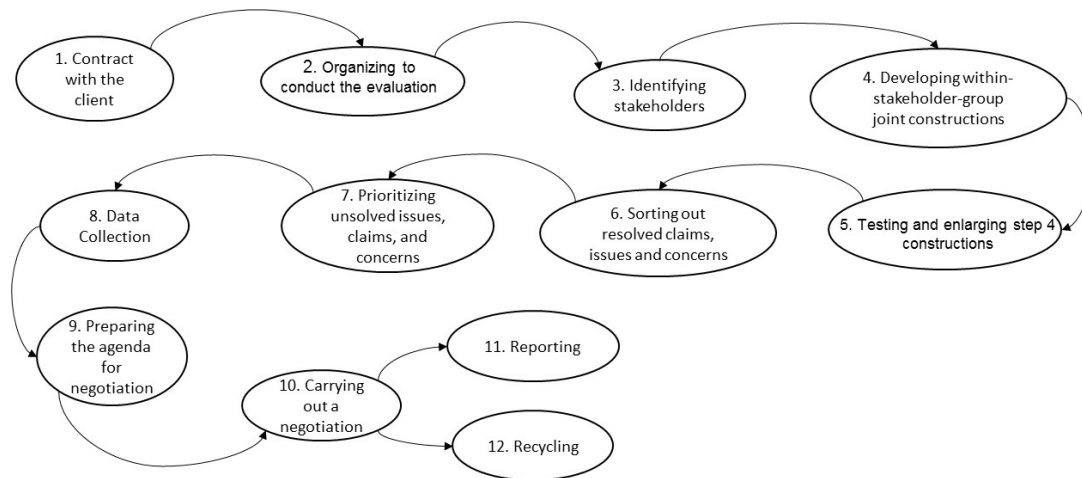 1. Contract
with the
client
2. Organizing to
conduct the evaluation
3. Identifying
stakeholders
4. Developing within-
stakeholder-group
joint constructions
5. Testing and enlarging step 4
constructions
6. Sorting out
resolved claims,
issues and concerns
7. Prioritizing
unsolved issues,
claims, and
concerns
8. Data
Collection
9. Preparing
the agenda
for
negotiation
10. Carrying
out a
negotiation
11. Reporting
12. Recycling